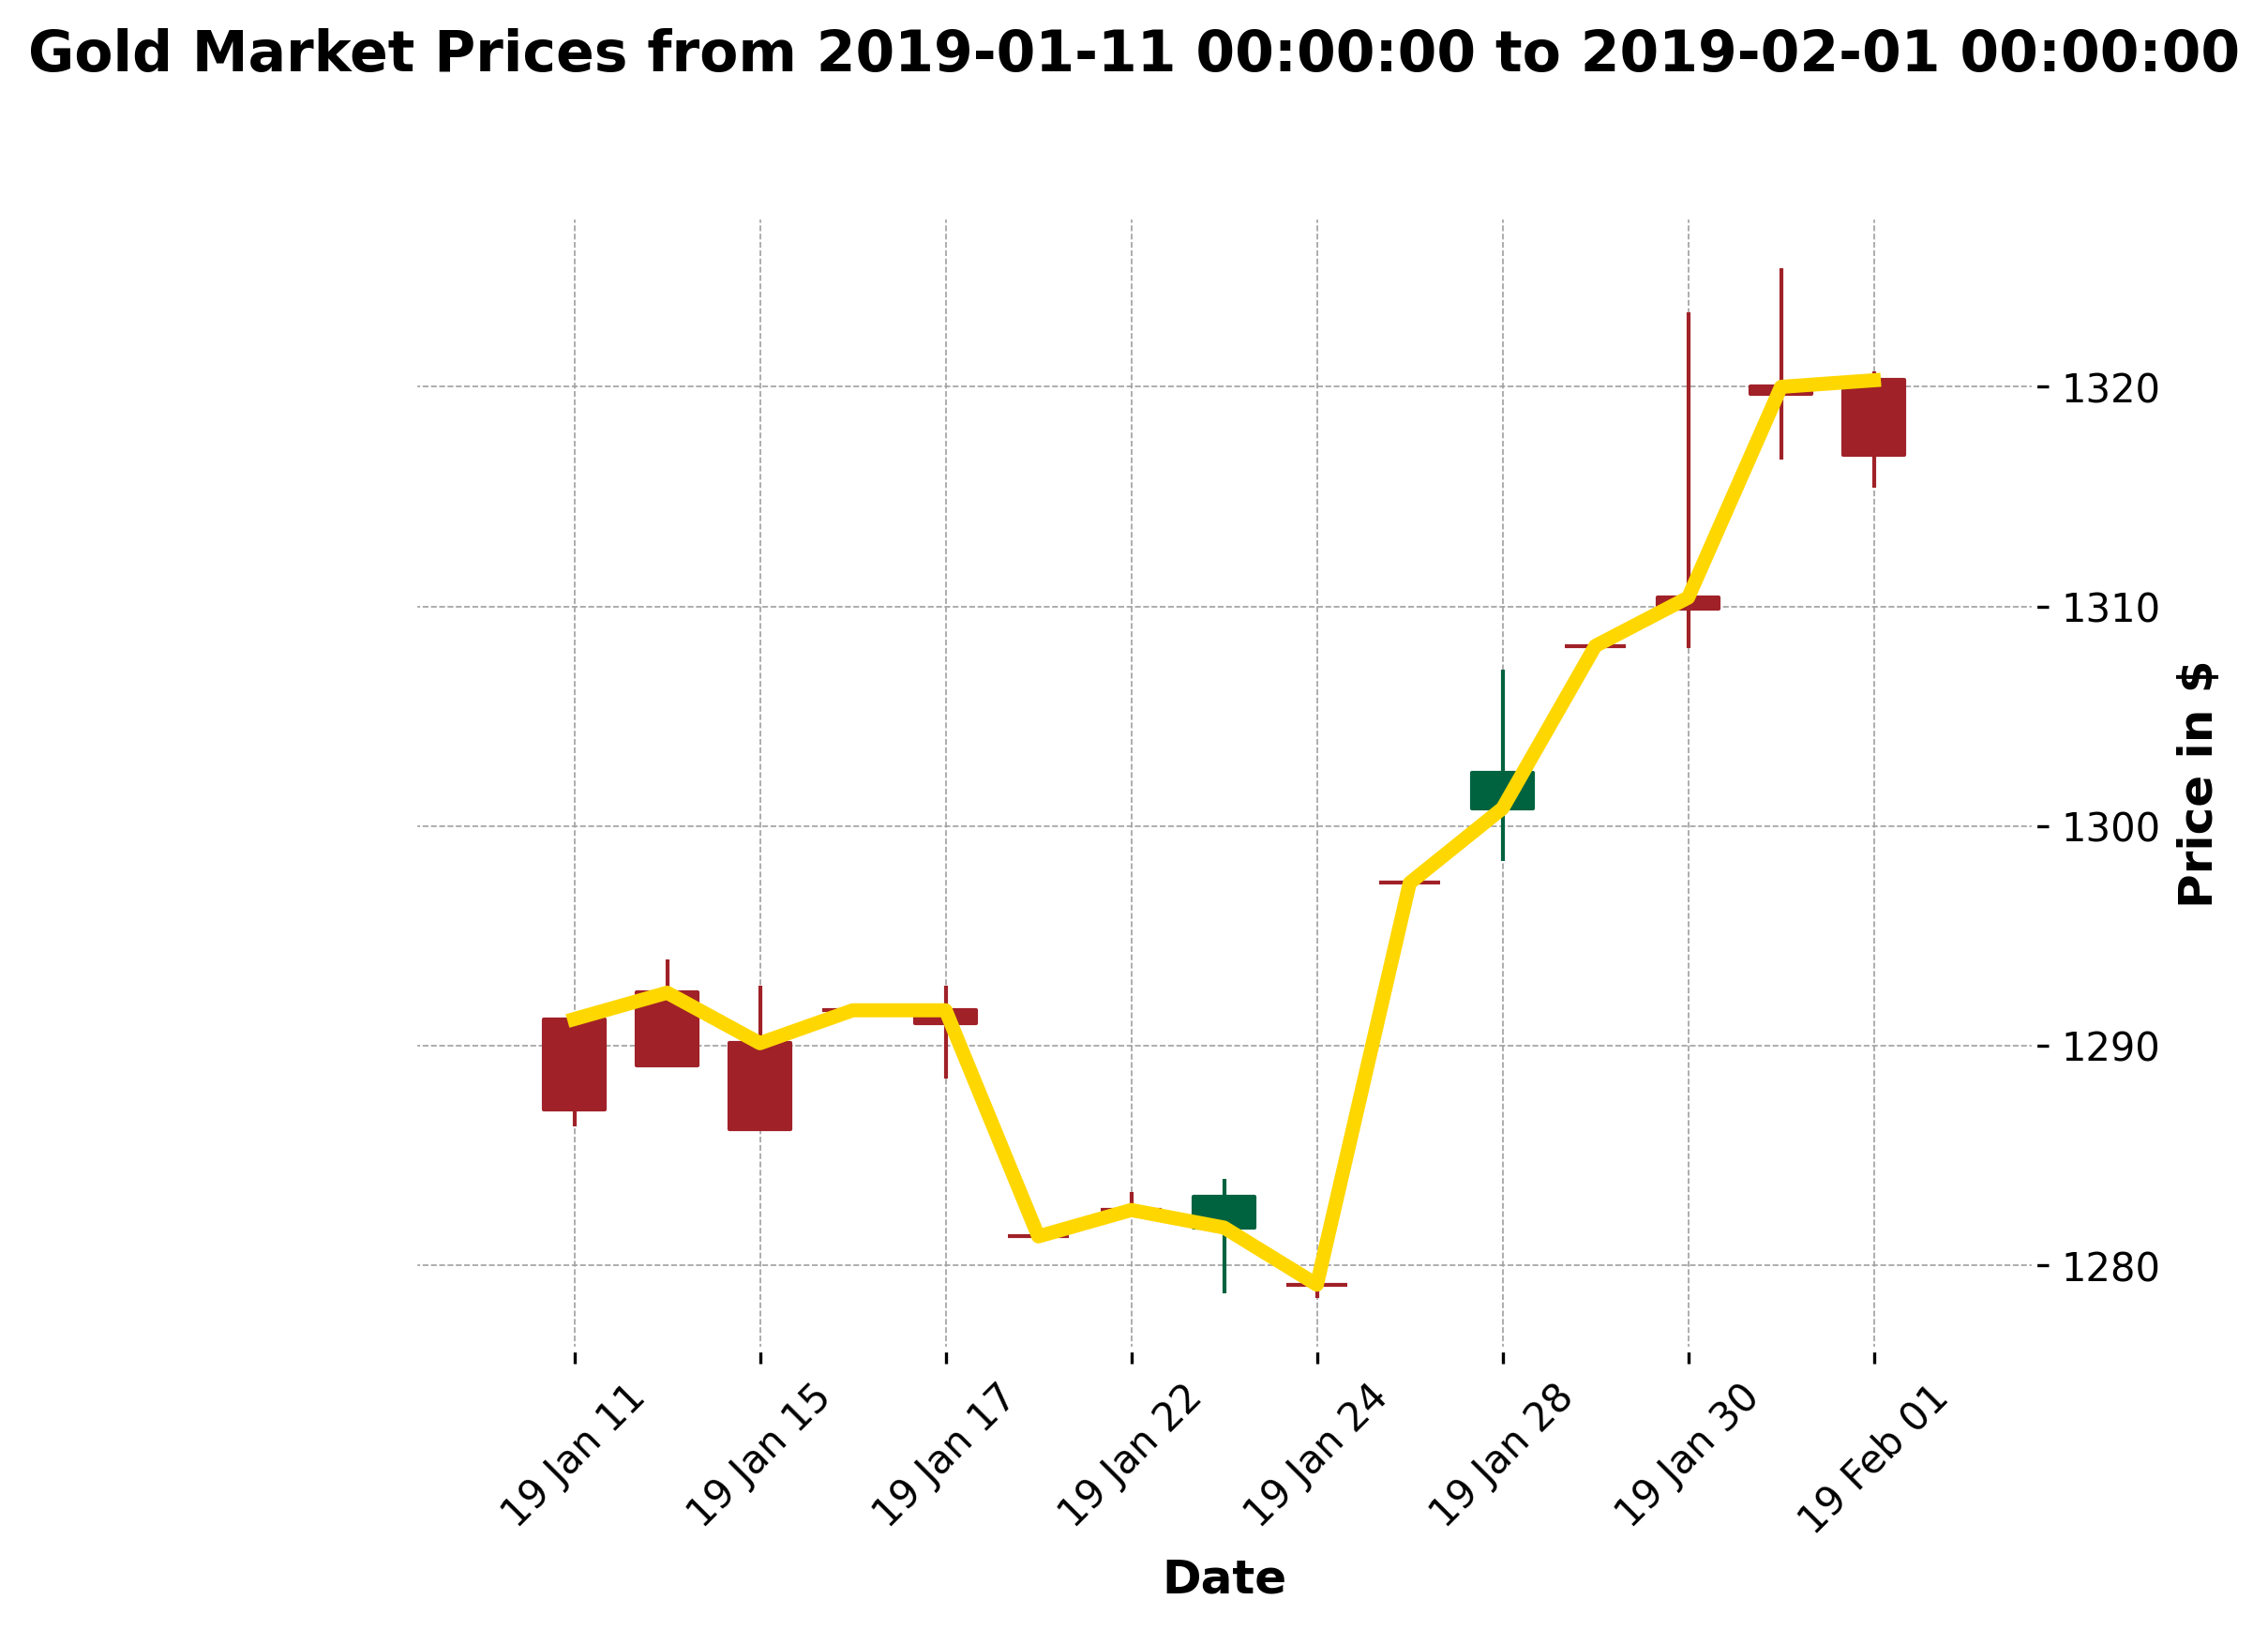 Gold Market Prices from 2019-01-11 00:00:00 to 2019-02-01 00:00:00
1320
1310
1300
1290
1280
Price in $
19 Jan 11
19 Jan 15
19 Jan 17
19 Jan 22
19 Jan 24
19 Jan 28
19 Jan 30
19 Feb 01
Date